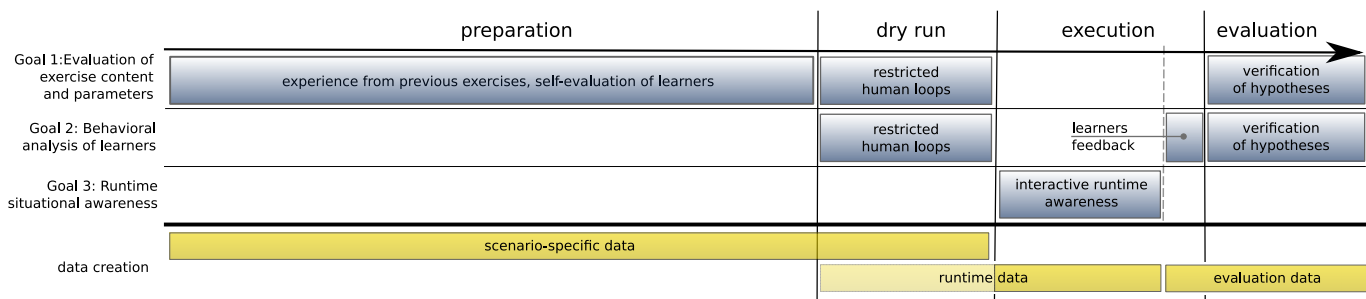 preparation
dry run
execution
evaluation
Goal 1:Evaluation of
exercise content
and parameters
experience from previous exercises, self-evaluation of learners
restricted
human loops
verification
of hypotheses
Goal 2: Behavioral
analysis of learners
restricted
human loops
learners
feedback
verification
of hypotheses
Goal 3: Runtime
situational awareness
interactive runtime
awareness
data creation
scenario-specific data
runtime data
evaluation data